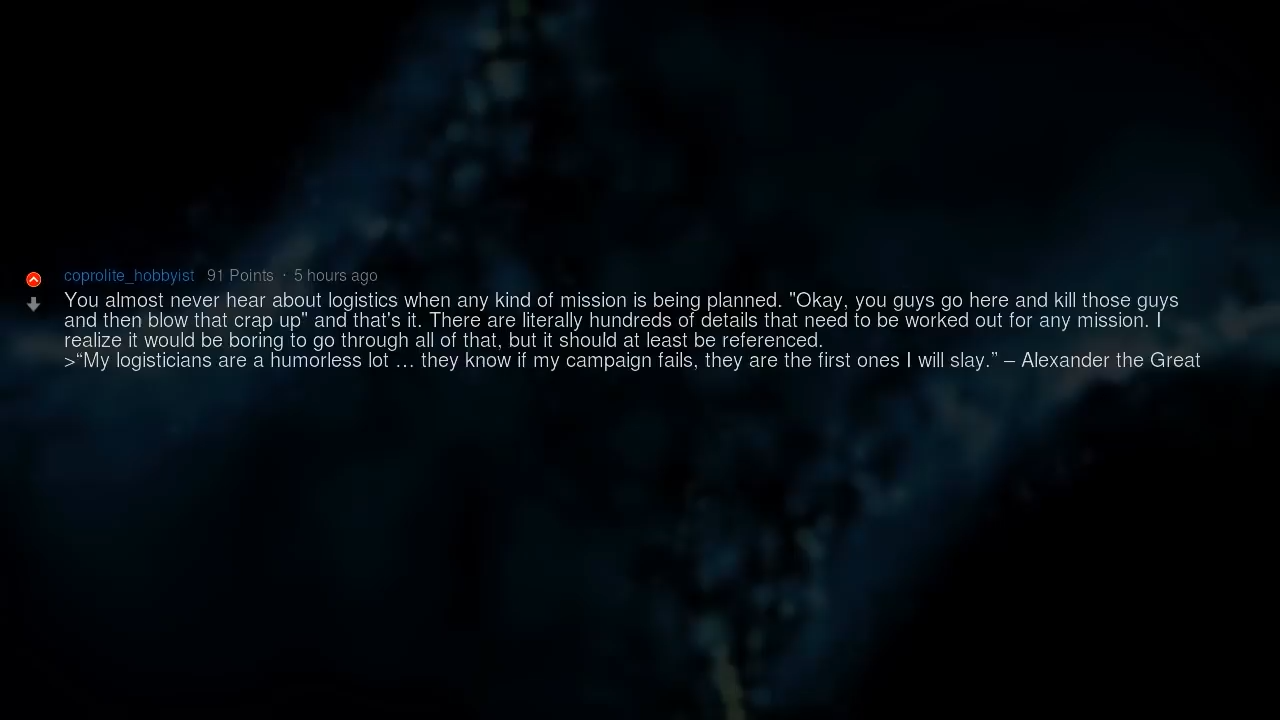 coprolite_hobbyist 91 Points · 5 hours ago
You almost never hear about logistics when any kind of mission is being planned. "Okay, you guys go here and kill those guys
and then blow that crap up" and that's it. There are literally hundreds of details that need to be worked out for any mission. I
realize it would be boring to go through all of that, but it should at least be referenced.
>“My logisticians are a humorless lot … they know if my campaign fails, they are the first ones I will slay.” – Alexander the Great